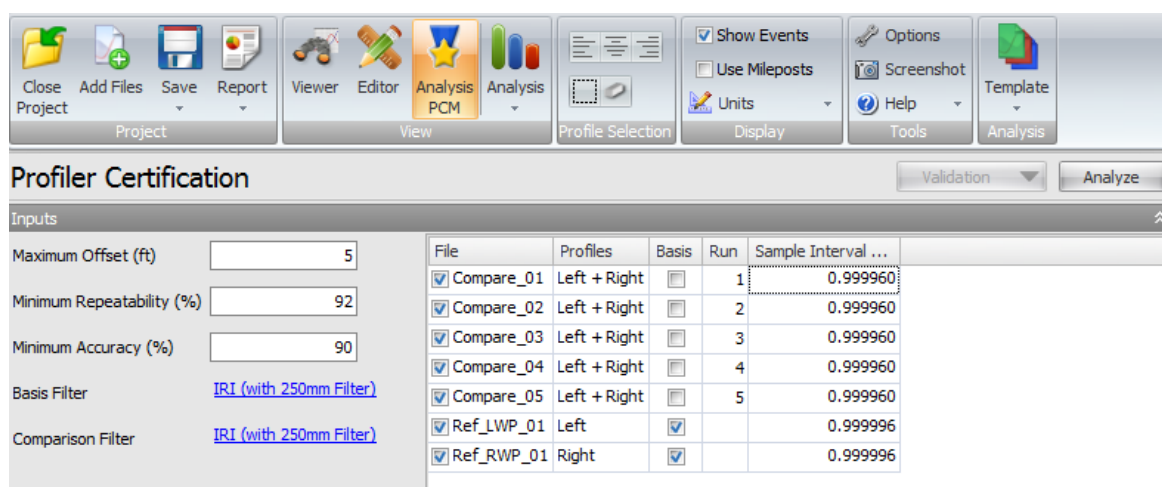 Show Events
Options
Use Mileposts
Screenshot
Close Project
Add Files
Save
Report
Viewer
Editor
Analysis PCM
Analysis
Units
Help
Template
Project
View
Profile Selection
Display
Tools
Analysis
Profiler Certification
Validation
Analyze
Inputs
Maximum Offset (ft) 5
Minimum Repeatability (%) 92
Minimum Accuracy (%) 90
Basis Filter IRI (with 250mm Filter)
Comparison Filter IRI (with 250mm Filter)
File Profiles Basis Run Sample Interval ...
Compare_01 Left + Right 1 0.999960
Compare_02 Left + Right 2 0.999960
Compare_03 Left + Right 3 0.999960
Compare_04 Left + Right 4 0.999960
Compare_05 Left + Right 5 0.999960
Ref_LWP_01 Left 0.999996
Ref_RWP_01 Right 0.999996